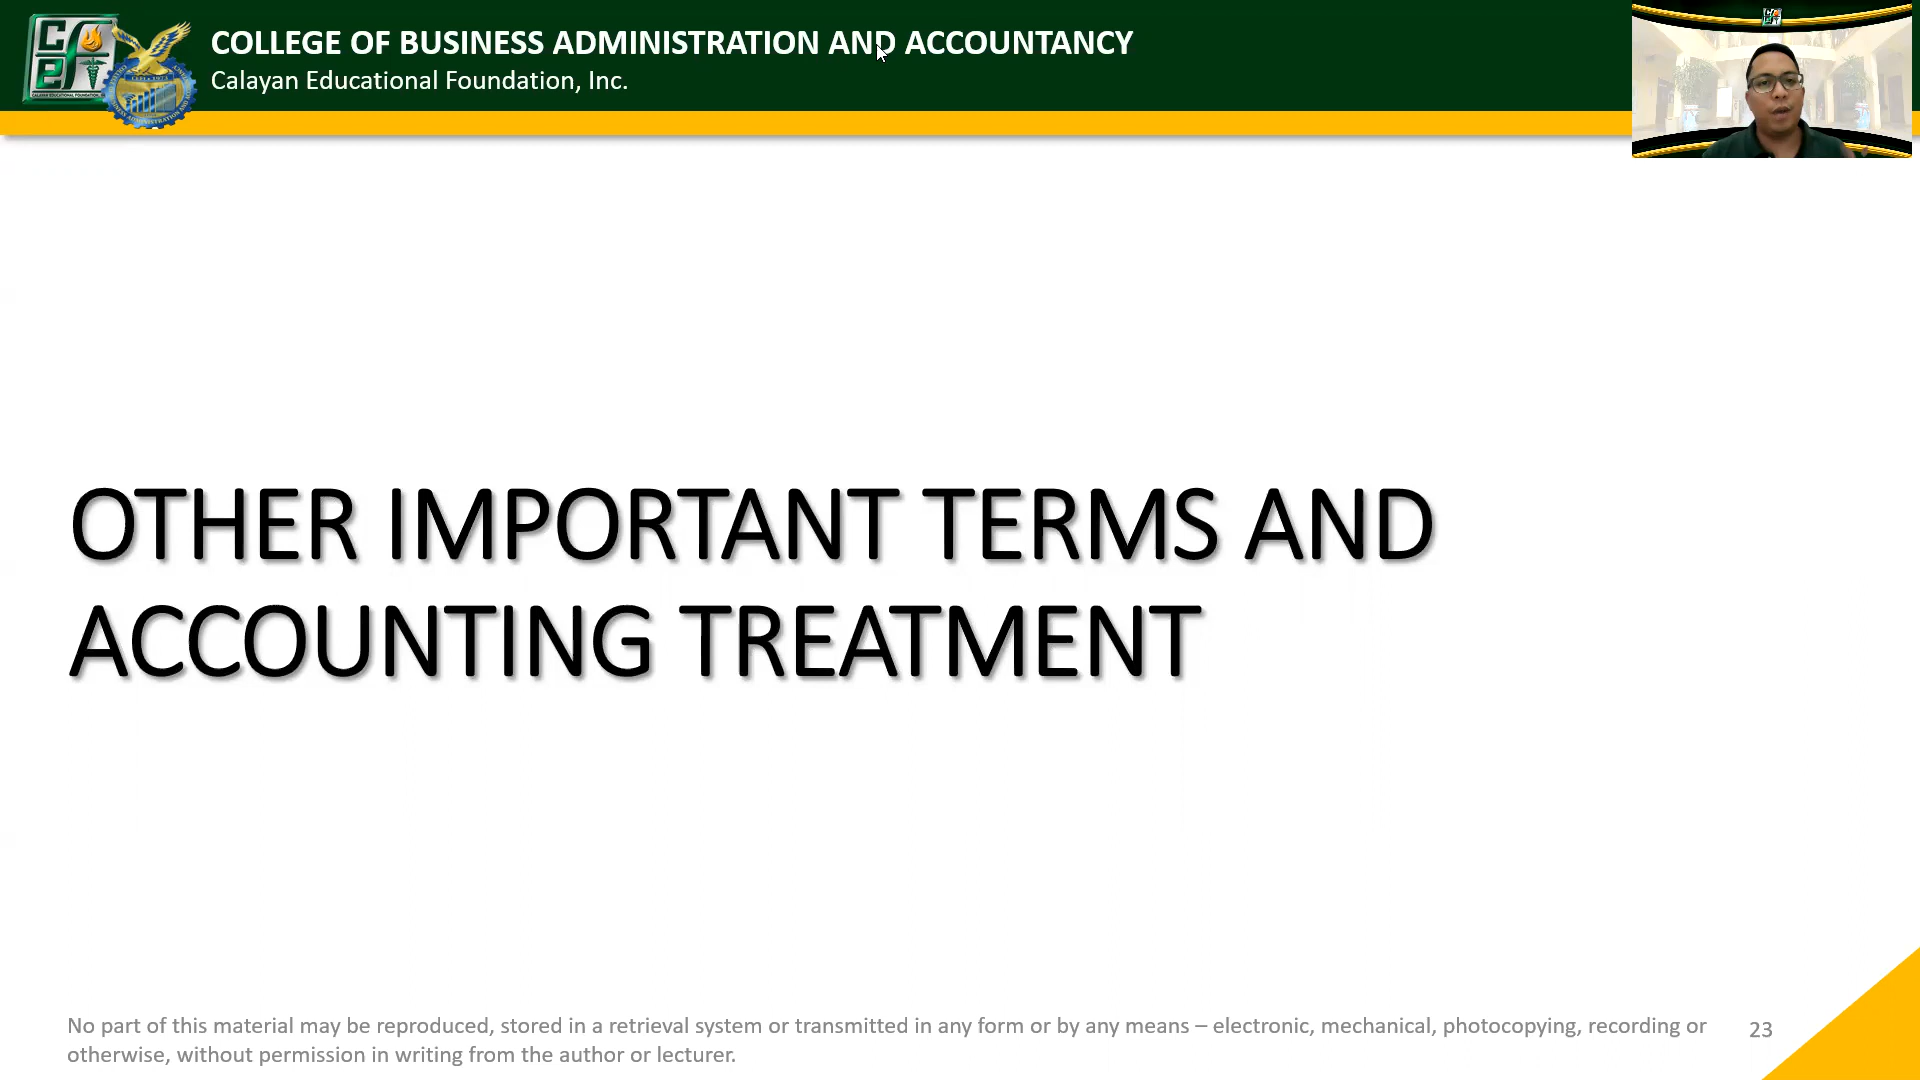 COLLEGE OF BUSINESS ADMINISTRATION AND ACCOUNTANCY
Calayan Educational Foundation, Inc.
OTHER IMPORTANT TERMS AND
ACCOUNTING TREATMENT
No part of this material may be reproduced, stored in a retrieval system or transmitted in any form or by any means – electronic, mechanical, photocopying, recording or
otherwise, without permission in writing from the author or lecturer.
23